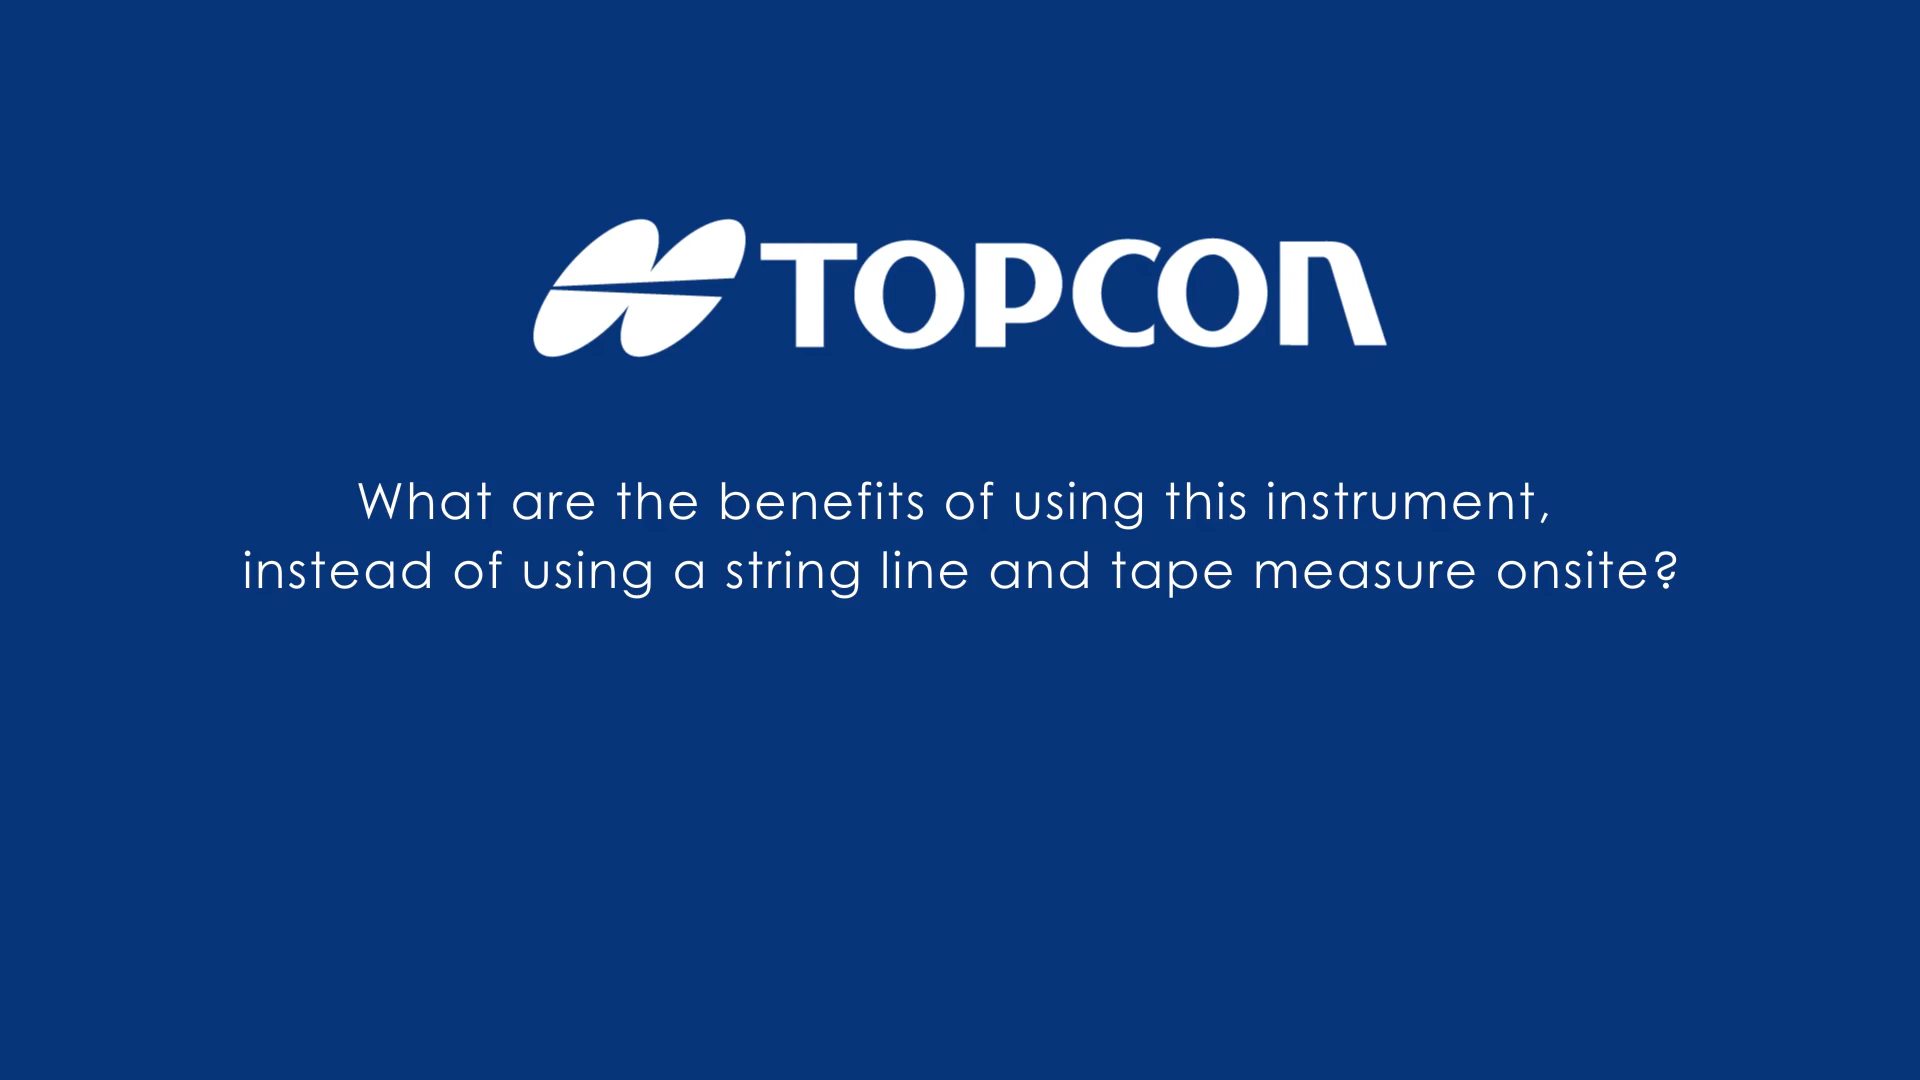 TOPCON
What are the benefits of using this instrument,
instead of using a string line and tape measure onsite?